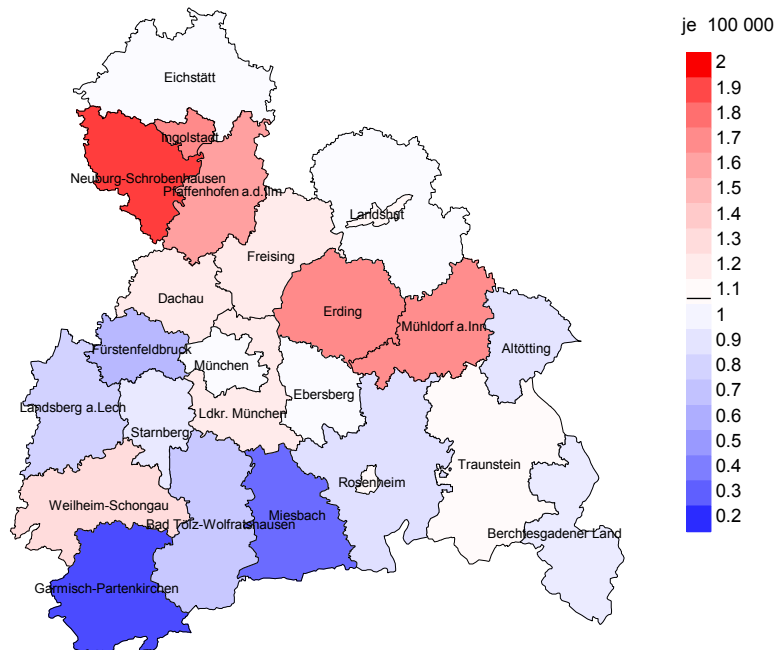 je 100 000
Eichstätt
2
1.9
1.8
1.7
1.6
1.5
1.4
1.3
1.2
1.1
1
0.9
0.8
0.7
0.6
0.5
0.4
0.3
0.2
Ingolstadt
Neuburg-Schrobenhausen
Pfaffenhofen a.d.Ilm
Landshut
Freising
Dachau
Erding
Mühldorf a.Inn
Altötting
Fürstenfeldbruck
München
Ebersberg
Landsberg a.Lech
Ldkr. München
Starnberg
Traunstein
Rosenheim
Weilheim-Schongau
Miesbach
Bad Tölz-Wolfratshausen
Berchtesgadener Land
Garmisch-Partenkirchen